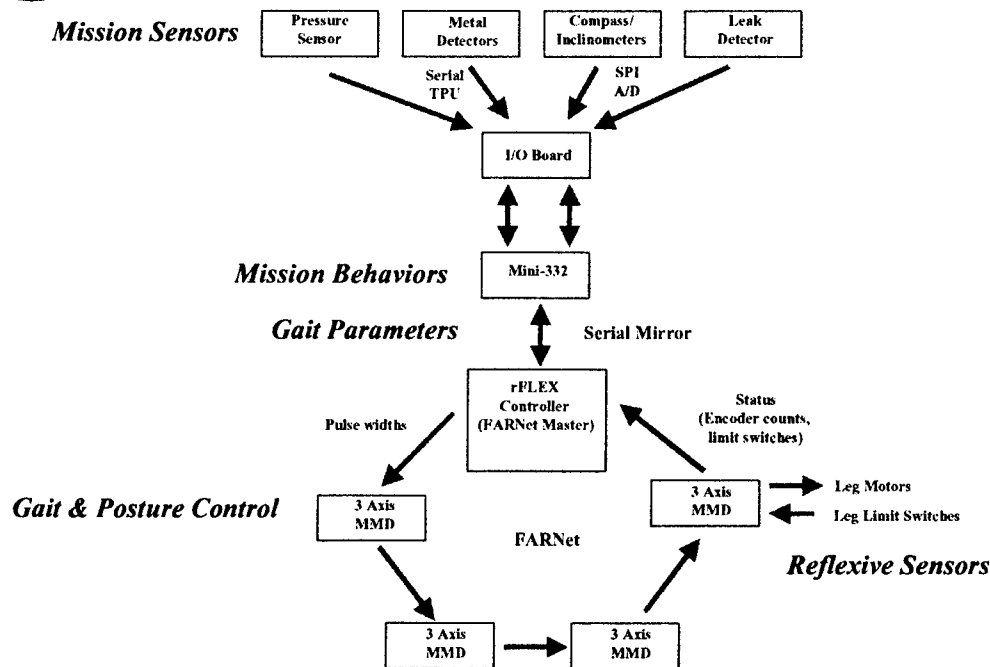 Mission Sensors
Pressure
Sensor
Metal
Detectors
Compass/
Inclinometers
Leak
Detector
Serial
TPU
SPI
A/D
I/O Board
Mission Behaviors
Mini-332
Gait Parameters
Serial Mirror
rFLEX
Controller
(FARNet Master)
Pulse widths
Status
(Encoder counts,
limit switches)
Gait & Posture Control
3 Axis
MMD
FARNet
3 Axis
MMD
Leg Motors
Leg Limit Switches
Reflexive Sensors
3 Axis
MMD
3 Axis
MMD